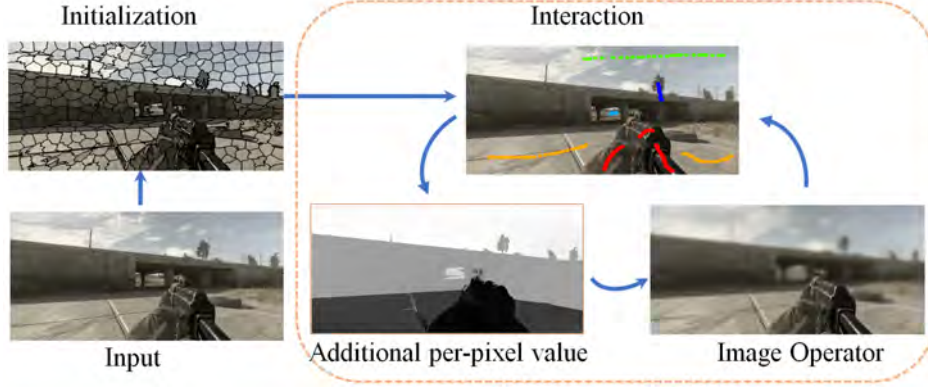 Initialization
Interaction
Input
Additional per-pixel value
Image Operator